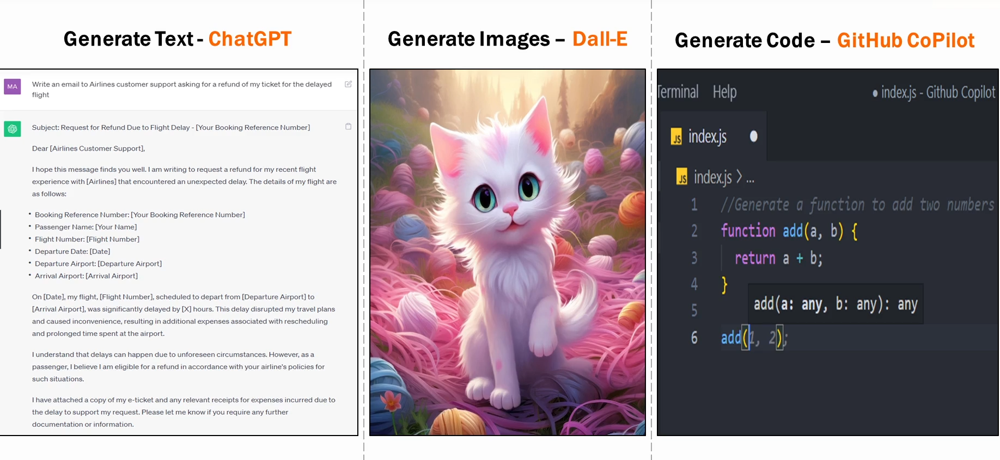 Generate Text - ChatGPT
MA
Write an email to Airlines customer support asking for a refund of my ticket for the delayed
flight
Subject: Request for Refund Due to Flight Delay - [Your Booking Reference Number]
Dear [Airlines Customer Support],
I hope this message finds you well. I am writing to request a refund for my recent flight
experience with [Airlines] that encountered an unexpected delay. The details of my flight are
as follows:
• Booking Reference Number: [Your Booking Reference Number]
• Passenger Name: [Your Name]
• Flight Number: [Flight Number]
• Departure Date: [Date]
• Departure Airport: [Departure Airport]
• Arrival Airport: [Arrival Airport]
On [Date], my flight, [Flight Number], scheduled to depart from [Departure Airport] to
[Arrival Airport], was significantly delayed by [X] hours. This delay disrupted my travel plans
and caused inconvenience, resulting in additional expenses associated with rescheduling
and prolonged time spent at the airport.
I understand that delays can happen due to unforeseen circumstances. However, as a
passenger, I believe I am eligible for a refund in accordance with your airline's policies for
such situations.
I have attached a copy of my e-ticket and any relevant receipts for expenses incurred due to
the delay to support my request. Please let me know if you require any further
documentation or information.
Generate Images – Dall-E
Generate Code – GitHub CoPilot
Terminal Help ● index.js - Github Copilot
JS index.js ●
JS index.js > ...
1 //Generate a function to add two numbers
2 function add(a, b) {
3 return a + b;
4 }
add(a: any, b: any): any
5
6 add(1, 2);